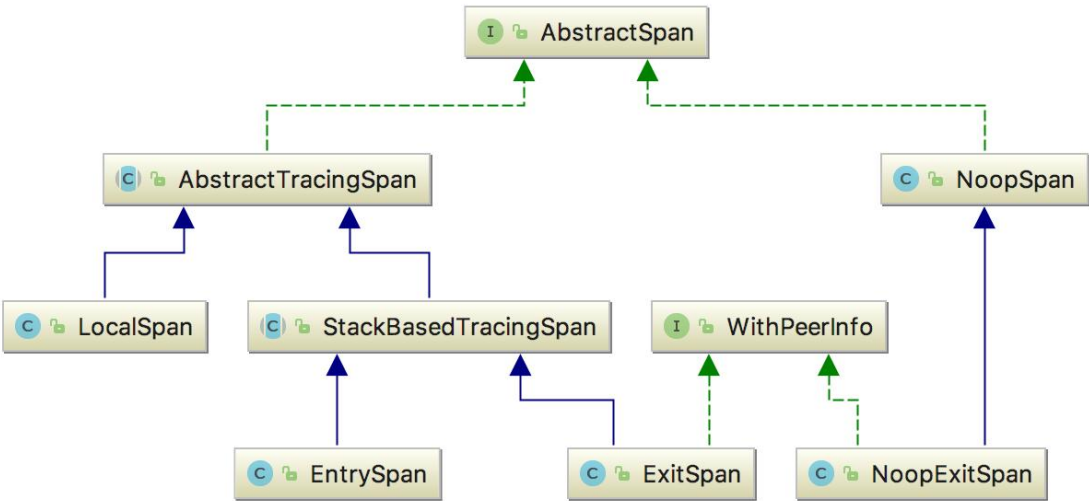 I AbstractSpan
C AbstractTracingSpan
C NoopSpan
C LocalSpan
C StackBasedTracingSpan
I WithPeerInfo
C EntrySpan
C ExitSpan
C NoopExitSpan